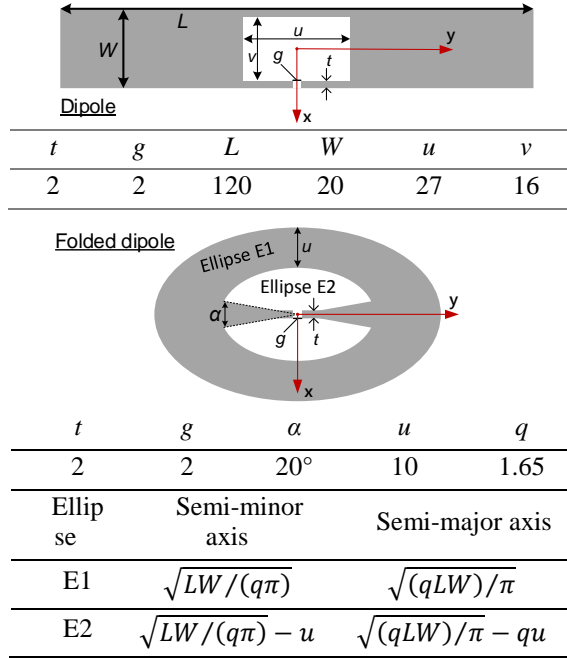 L
W
u
y
v
g
t
Dipole
x
t g L W u v
2 2 120 20 27 16
Folded dipole
u
Ellipse E1
Ellipse E2
y
α
g
t
x
t g α u q
2 2 20° 10 1.65
Ellip
se
Semi-minor
axis
Semi-major axis
E1 √LW/(qπ) √(qLW)/π
E2 √LW/(qπ) − u √(qLW)/π − qu